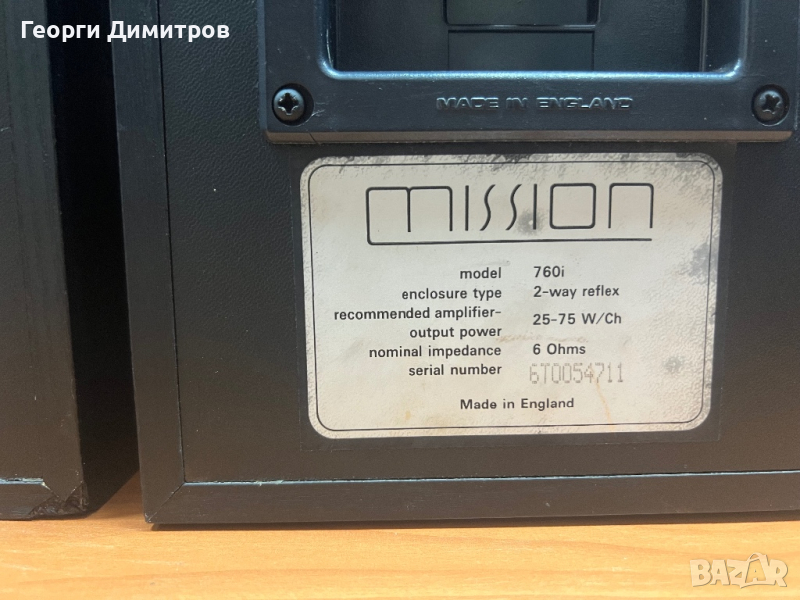 Георги Димитров
MADE IN ENGLAND
mission
model 760i
enclosure type 2-way reflex
recommended amplifier-
output power 25-75 W/Ch
nominal impedance 6 Ohms
serial number 6T0054711
Made in England
BAZAR